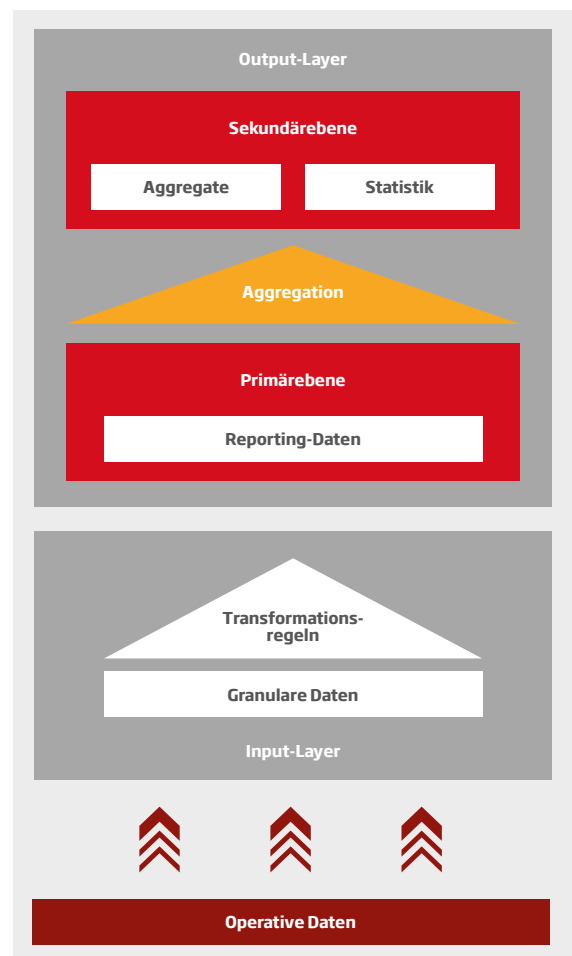 Output-Layer
Sekundärebene
Aggregate
Statistik
Aggregation
Primärebene
Reporting-Daten
Transformations-
regeln
Granulare Daten
Input-Layer
Operative Daten